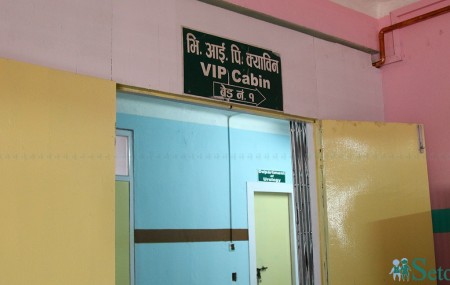 भि. आई. पि. क्याविन
VIP Cabin
बेड नं. १
Seto